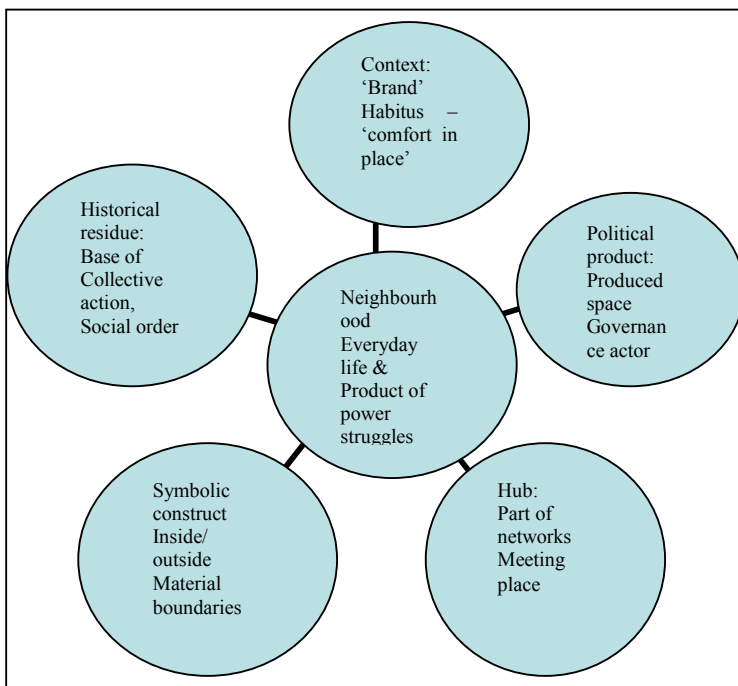 Context:
‘Brand’
Habitus –
‘comfort in
place’
Historical
residue:
Base of
Collective
action,
Social order
Political
product:
Produced
space
Governan
ce actor
Neighbourh
ood
Everyday
life &
Product of
power
struggles
Symbolic
construct
Inside/
outside
Material
boundaries
Hub:
Part of
networks
Meeting
place